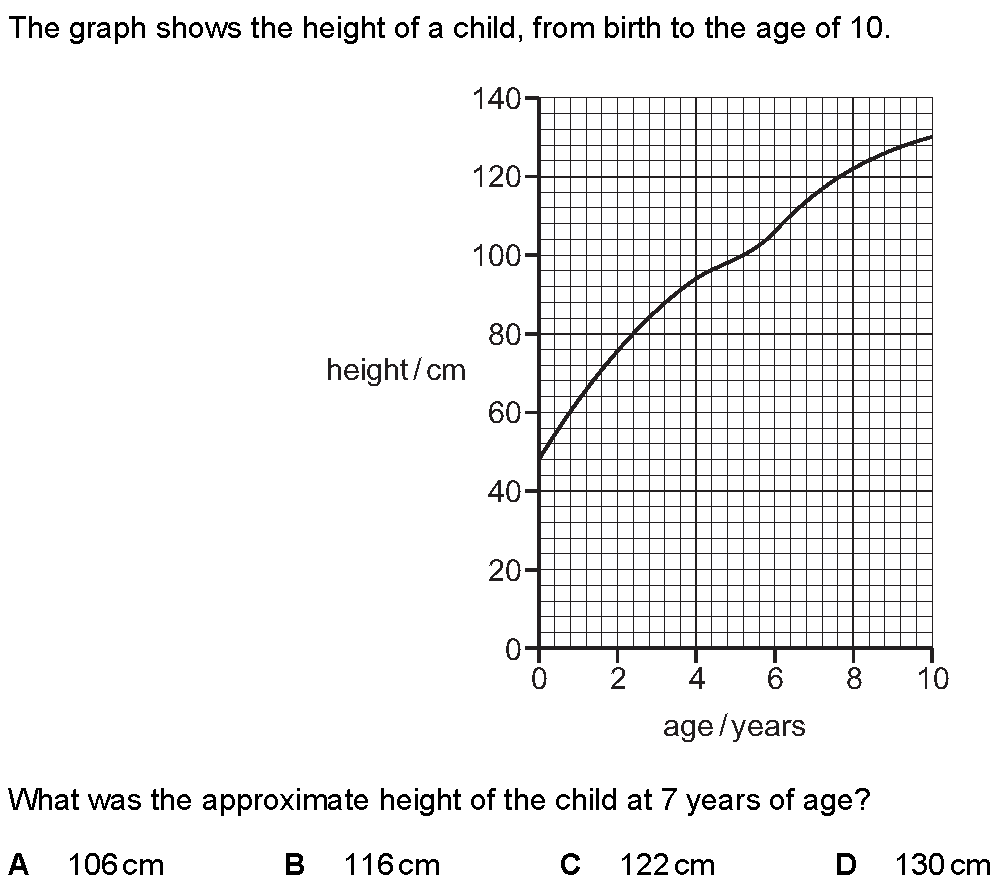 The graph shows the height of a child, from birth to the age of 10.
140
120
100
80
height / cm
60
40
20
0
0 2 4 6 8 10
age / years
What was the approximate height of the child at 7 years of age?
A 106 cm B 116 cm C 122 cm D 130 cm